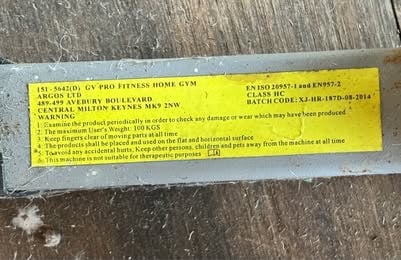 151-5642(D) GV PRO FITNESS HOME GYM
ARGOS LTD
489-499 AVEBURY BOULEVARD
CENTRAL MILTON KEYNES MK9 2NW
EN ISO 20957-1 and EN957-2
CLASS HC
BATCH CODE: XJ-HR-187D-08-2014
WARNING
1: Examine the product periodically in order to check any damage or wear which may have been produced
2: The maximum User's Weight: 100 KGS
3: Keep fingers clear of moving parts at all time
4: The products shall be placed and used on the flat and horizontal surface
5: To avoid any accidental hurts, Keep other persons, children and pets away from the machine at all time
6: This machine is not suitable for therapeutic purposes